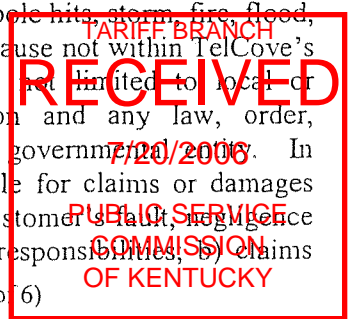 pole hits, storm, fire, flood,
TARIFF BRANCH
ause not within TelCove's
RECEIVED
not limited to local or
n and any law, order,
7/20/2006
governmental entity. In
le for claims or damages
stomer's fault, negligence
PUBLIC SERVICE
responsibilities; b) claims
COMMISSION
OF KENTUCKY
of 6)